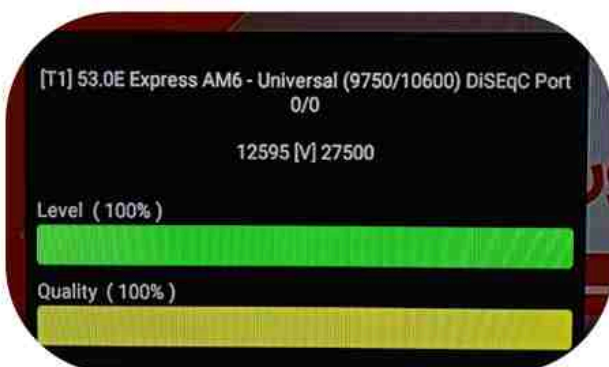 [T1] 53.0E Express AM6 - Universal (9750/10600) DiSEqC Port
0/0
12595 [V] 27500
Level ( 100% )
Quality ( 100% )